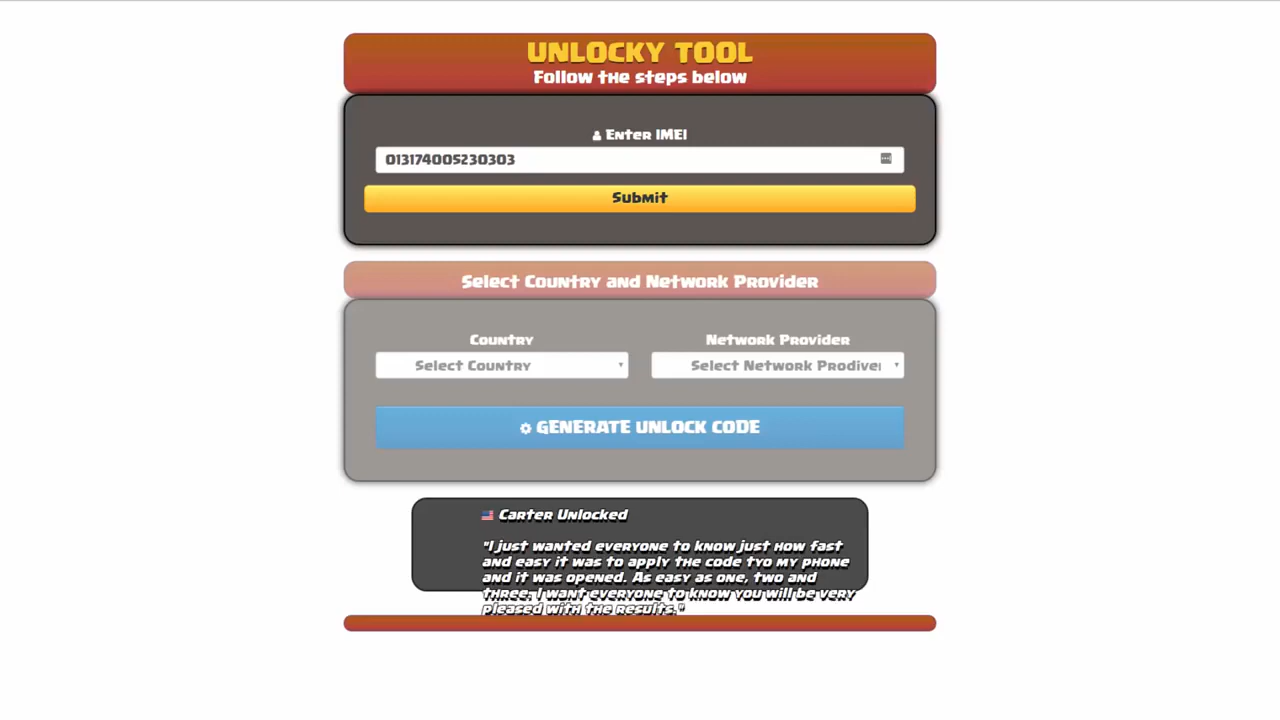 UNLOCKY TOOL
Follow the steps below
Enter IMEI
013174005230303
Submit
Select Country and Network Provider
Country
Network Provider
Select Country
Select Network Prodiver
GENERATE UNLOCK CODE
Carter Unlocked
"I just wanted everyone to know just how fast
and easy it was to apply the code tyo my phone
and it was opened. As easy as one, two and
three. I want everyone to know you will be very
pleased with the results."